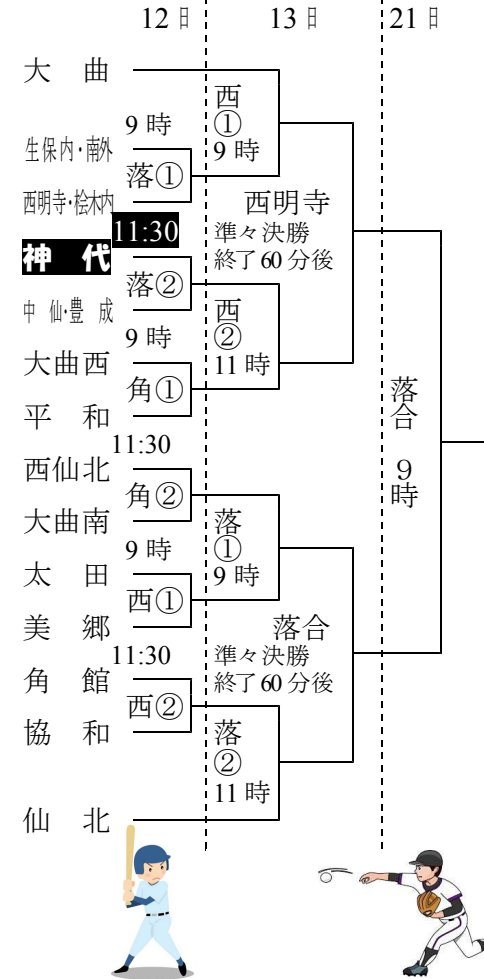 12日 13日 21日
大 曲
西① 9時
9時
生保内・南外
落①
西明寺・桧木内
西明寺
準々決勝
終了60分後
11:30
神 代
落②
中 仙・豊 成
西② 11時
9時
大曲西
角①
平 和
落合 9時
11:30
西仙北
角②
大曲南
落① 9時
9時
太 田
西①
美 郷
落合
準々決勝
終了60分後
11:30
角 館
西②
協 和
落② 11時
仙 北